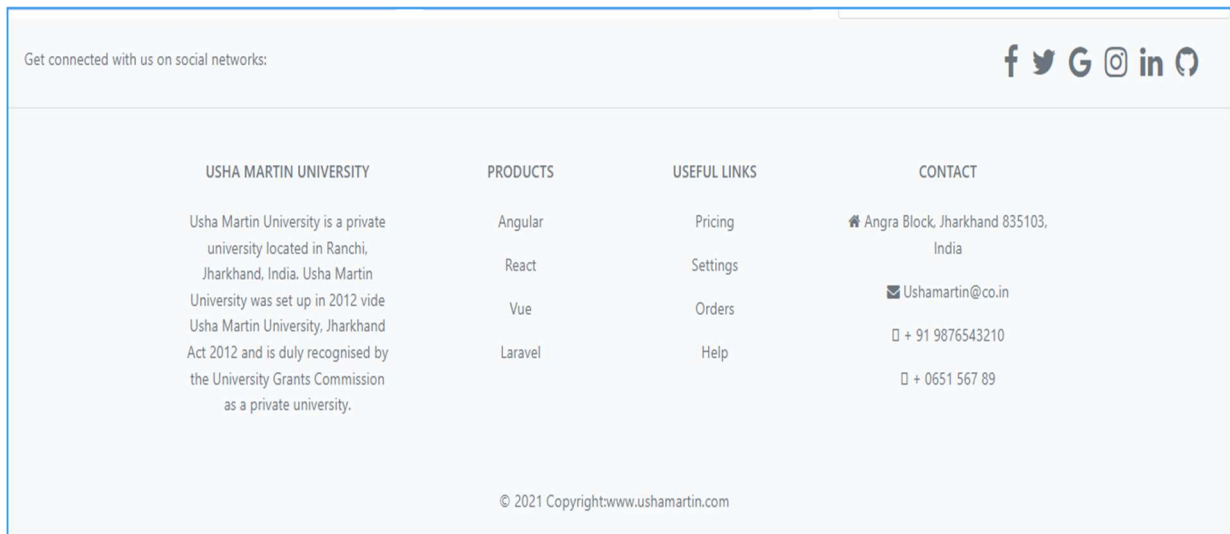 Get connected with us on social networks:
USHA MARTIN UNIVERSITY
Usha Martin University is a private
university located in Ranchi,
Jharkhand, India. Usha Martin
University was set up in 2012 vide
Usha Martin University, Jharkhand
Act 2012 and is duly recognised by
the University Grants Commission
as a private university.
PRODUCTS
Angular
React
Vue
Laravel
USEFUL LINKS
Pricing
Settings
Orders
Help
CONTACT
Angra Block, Jharkhand 835103,
India
Ushamartin@co.in
+ 91 9876543210
+ 0651 567 89
© 2021 Copyright:www.ushamartin.com